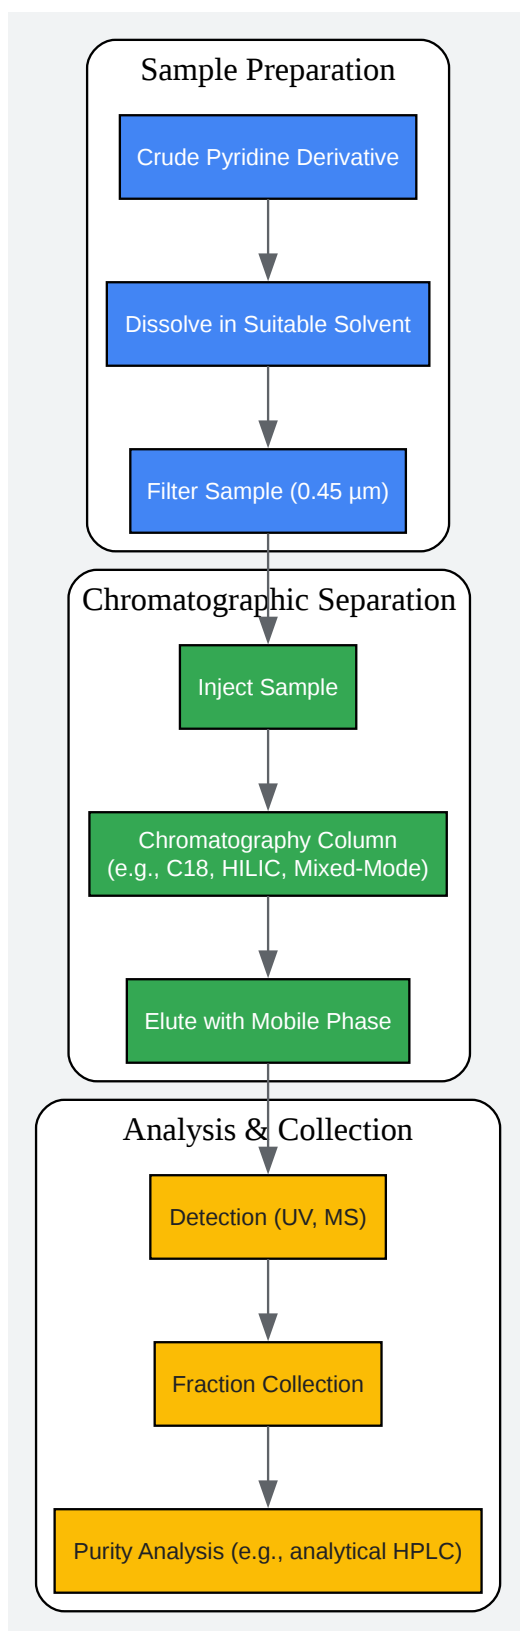 Sample Preparation
Crude Pyridine Derivative
Dissolve in Suitable Solvent
Filter Sample (0.45 µm)
Chromatographic Separation
Inject Sample
Chromatography Column
(e.g., C18, HILIC, Mixed-Mode)
Elute with Mobile Phase
Analysis & Collection
Detection (UV, MS)
Fraction Collection
Purity Analysis (e.g., analytical HPLC)